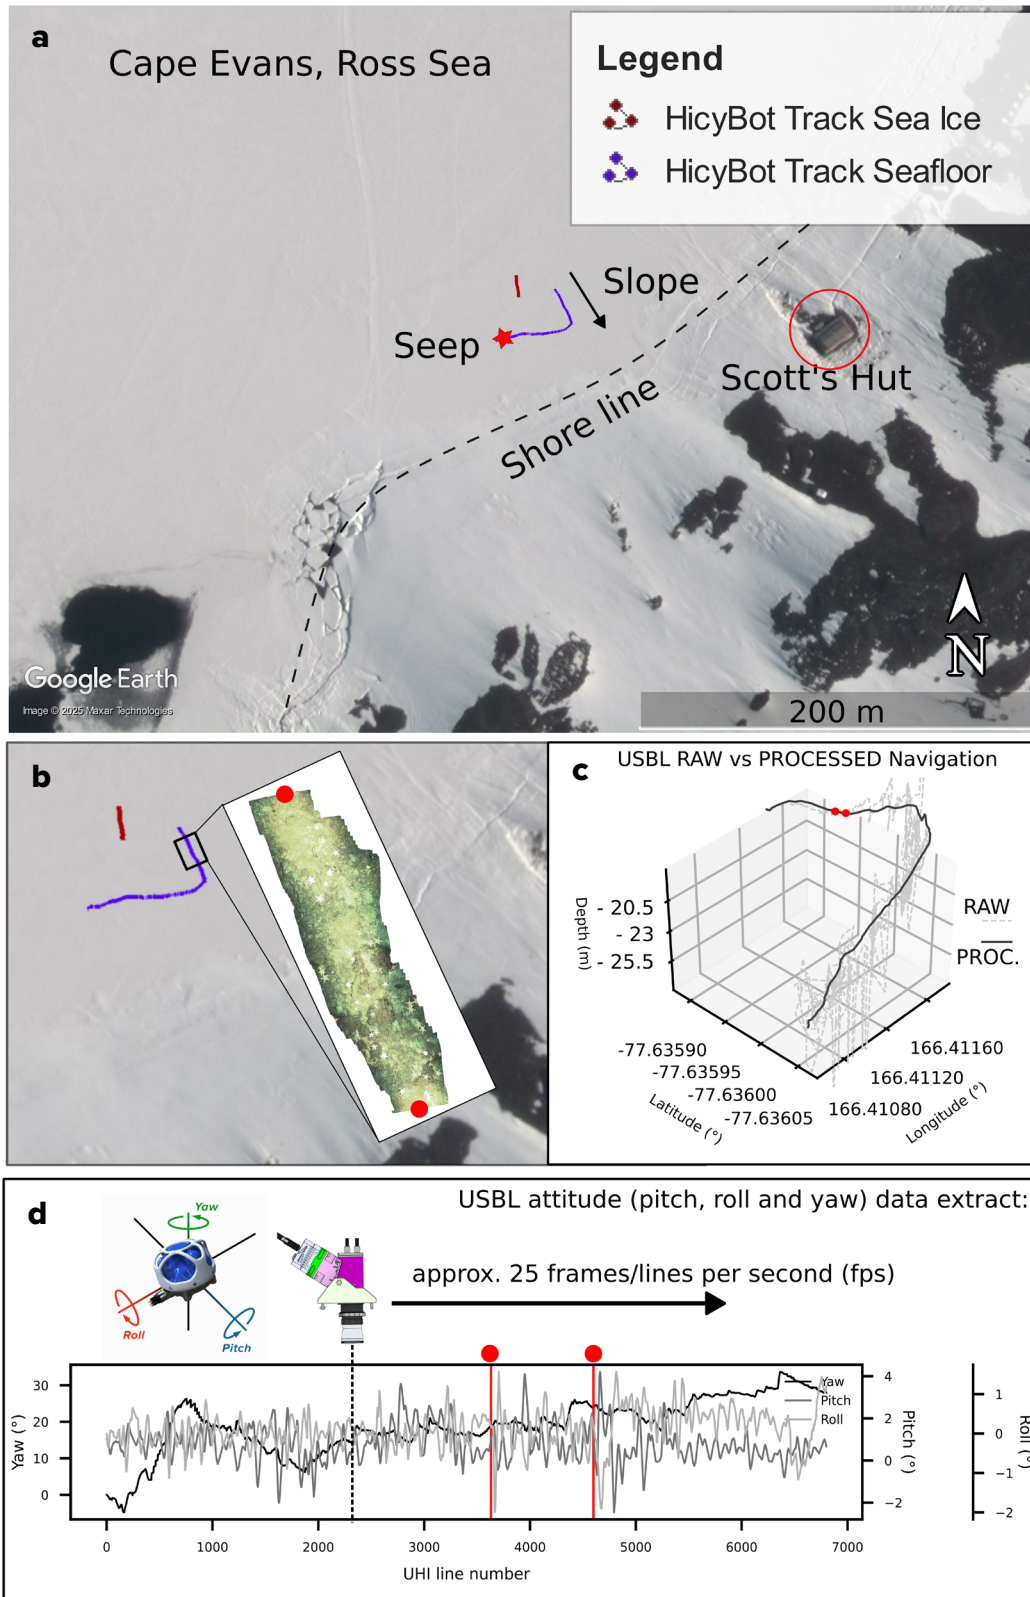 a
Cape Evans, Ross Sea
Legend
HicyBot Track Sea Ice
HicyBot Track Seafloor
Slope
Seep
Scott's Hut
Shore line
N
Google Earth
Image © 2025 Maxar Technologies
200 m
b
c
USBL RAW vs PROCESSED Navigation
RAW
PROC.
Depth (m)
- 20.5
- 23
- 25.5
-77.63590
-77.63595
-77.63600
-77.63605
Latitude (°)
166.41160
166.41120
166.41080
Longitude (°)
d
USBL attitude (pitch, roll and yaw) data extract:
Yaw
Roll
Pitch
approx. 25 frames/lines per second (fps)
Yaw (°)
30
20
10
0
Yaw
Pitch
Roll
4
2
0
−2
Pitch (°)
1
0
−1
−2
Roll (°)
0
1000
2000
3000
4000
5000
6000
7000
UHI line number